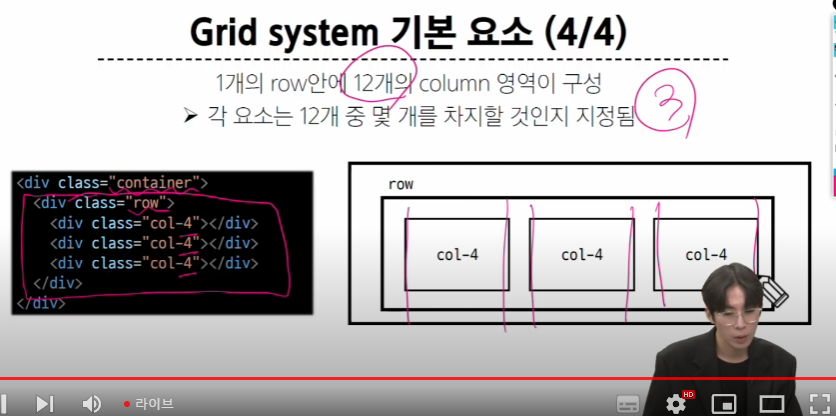 Grid system 기본 요소 (4/4)
1개의 row안에 12개의 column 영역이 구성
➤ 각 요소는 12개 중 몇 개를 차지할 것인지 지정됨
3
<div class="container">
<div class="row">
<div class="col-4"></div>
<div class="col-4"></div>
<div class="col-4"></div>
</div>
</div>
row
col-4 col-4 col-4
라이브
HD